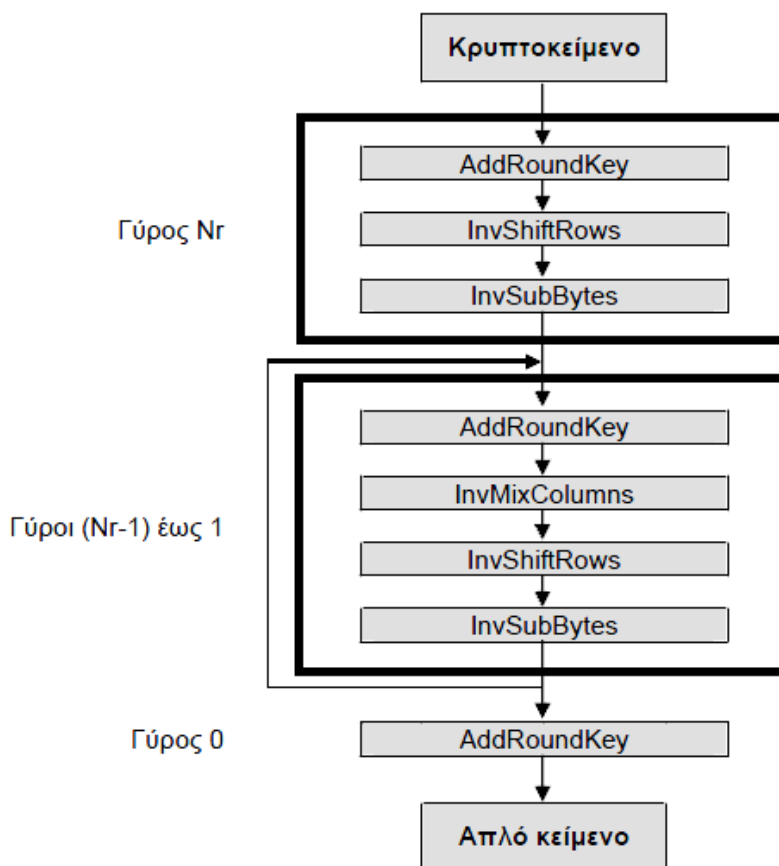 Κρυπτοκείμενο
AddRoundKey
Γύρος Nr
InvShiftRows
InvSubBytes
AddRoundKey
InvMixColumns
Γύροι (Nr-1) έως 1
InvShiftRows
InvSubBytes
Γύρος 0
AddRoundKey
Απλό κείμενο